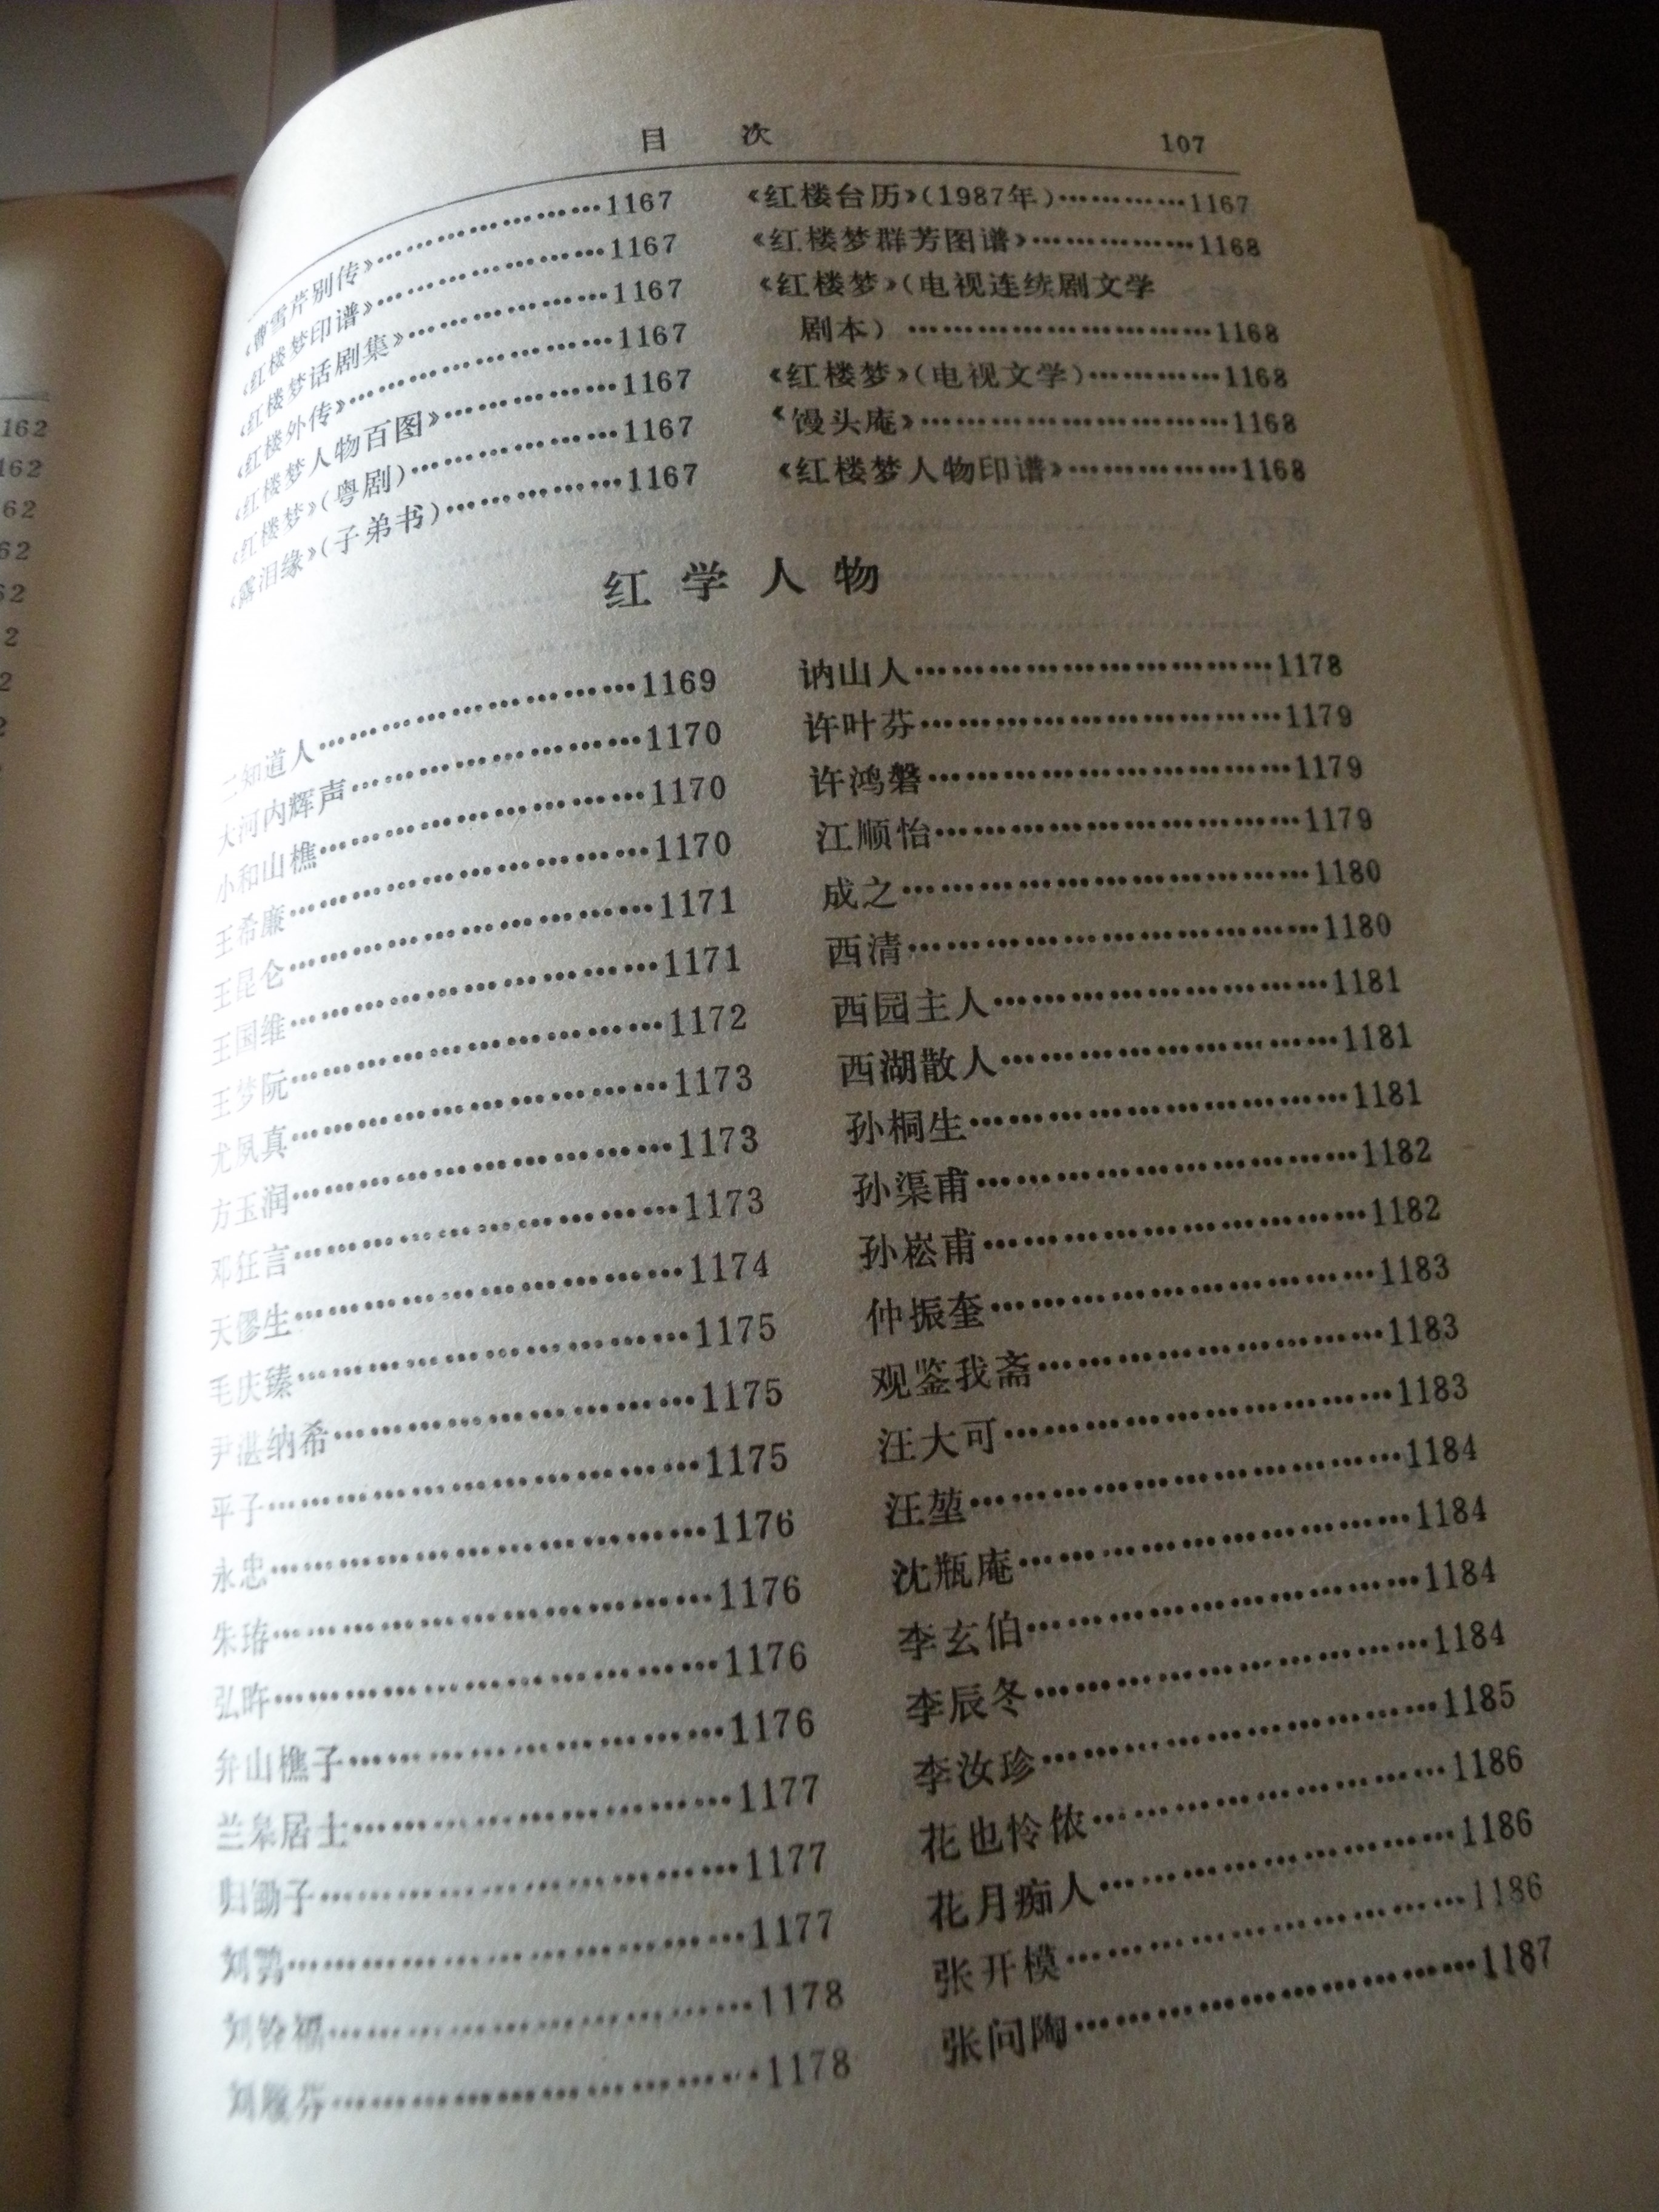 目 次 107
《曹雪芹别传》…………………1167
《红楼梦印谱》…………………1167
《红楼梦话剧集》………………1167
《红楼外传》……………………1167
《红楼梦人物百图》……………1167
《红楼梦》(粤剧)………………1167
《露泪缘》(子弟书)……………1167
《红楼台历》(1987年)…………1167
《红楼梦群芳图谱》……………1168
《红楼梦》(电视连续剧文学
剧本) …………………………1168
《红楼梦》(电视文学)…………1168
《馒头庵》………………………1168
《红楼梦人物印谱》……………1168
红学人物
二知道人…………………………1169
大河内辉声………………………1170
小和山樵…………………………1170
王希廉……………………………1170
王昆仑……………………………1171
王国维……………………………1171
王梦阮……………………………1172
尤夙真……………………………1173
方玉润……………………………1173
邓狂言……………………………1173
天僇生……………………………1174
毛庆臻……………………………1175
尹湛纳希…………………………1175
平子………………………………1175
永忠………………………………1176
朱瑃………………………………1176
弘旿………………………………1176
弁山樵子…………………………1176
兰皋居士…………………………1177
归锄子……………………………1177
刘鹗………………………………1177
刘铨福……………………………1178
刘履芬……………………………1178
讷山人……………………………1178
许叶芬……………………………1179
许鸿磐……………………………1179
江顺怡……………………………1179
成之………………………………1180
西清………………………………1180
西园主人…………………………1181
西湖散人…………………………1181
孙桐生……………………………1181
孙渠甫……………………………1182
孙崧甫……………………………1182
仲振奎……………………………1183
观鉴我斋…………………………1183
汪大可……………………………1183
汪堃………………………………1184
沈瓶庵……………………………1184
李玄伯……………………………1184
李辰冬……………………………1184
李汝珍……………………………1185
花也怜侬…………………………1186
花月痴人…………………………1186
张开模……………………………1186
张问陶……………………………1187